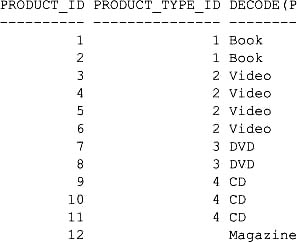 PRODUCT_ID PRODUCT_TYPE_ID DECODE(P
---------- --------------- --------
1 1 Book
2 1 Book
3 2 Video
4 2 Video
5 2 Video
6 2 Video
7 3 DVD
8 3 DVD
9 4 CD
10 4 CD
11 4 CD
12 Magazine